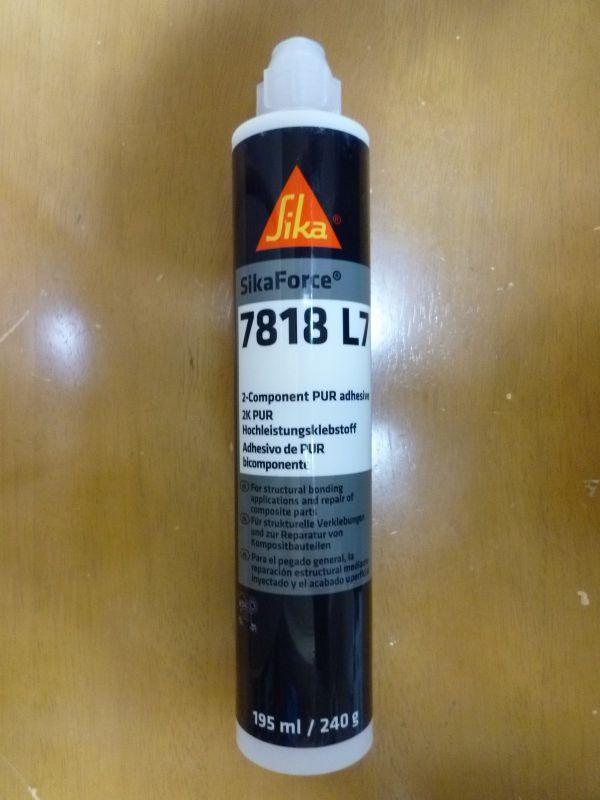 Sika®
SikaForce®
7818 L7
2-Component PUR adhesive
2K PUR
Hochleistungsklebstoff
Adhesivo de PUR
bicomponente
For structural bonding
applications and repair of
composite parts
Für strukturelle Verklebungen
und zur Reparatur von
Kompositbauteilen
Para el pegado general, la
reparación estructural mediante
inyectado y el acabado
195 ml / 240 g